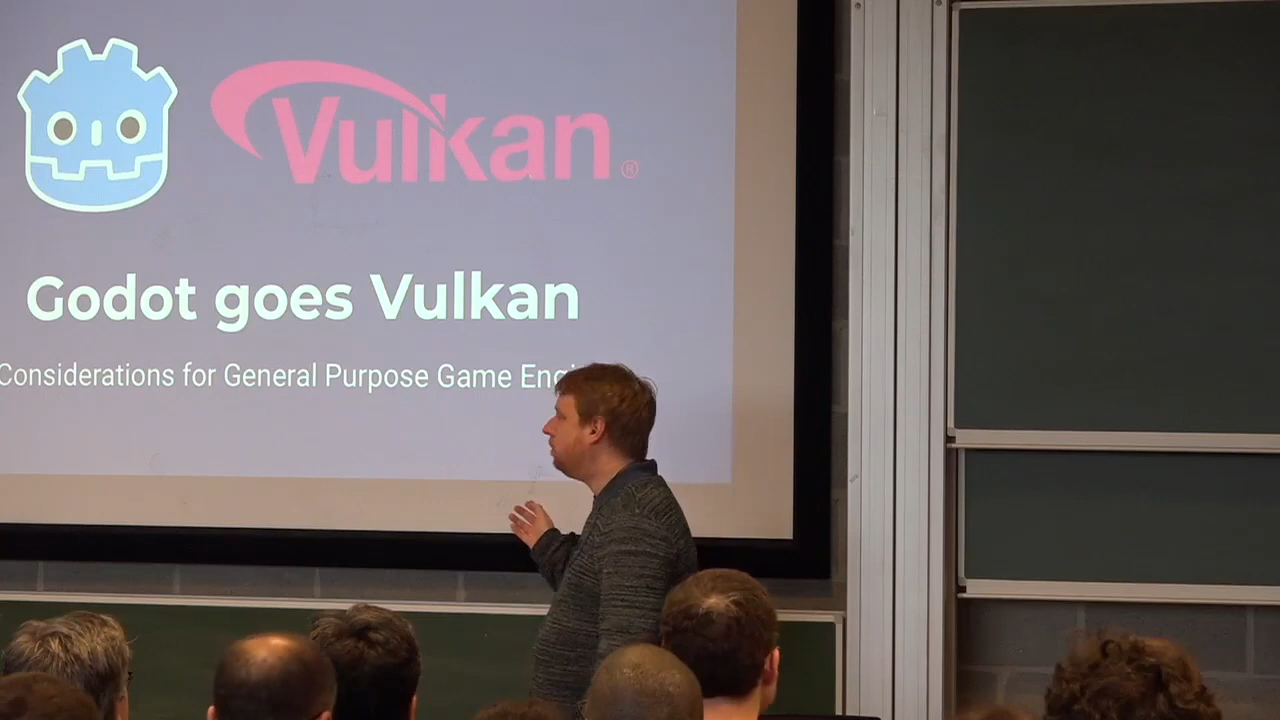 Vulkan®
Godot goes Vulkan
Considerations for General Purpose Game